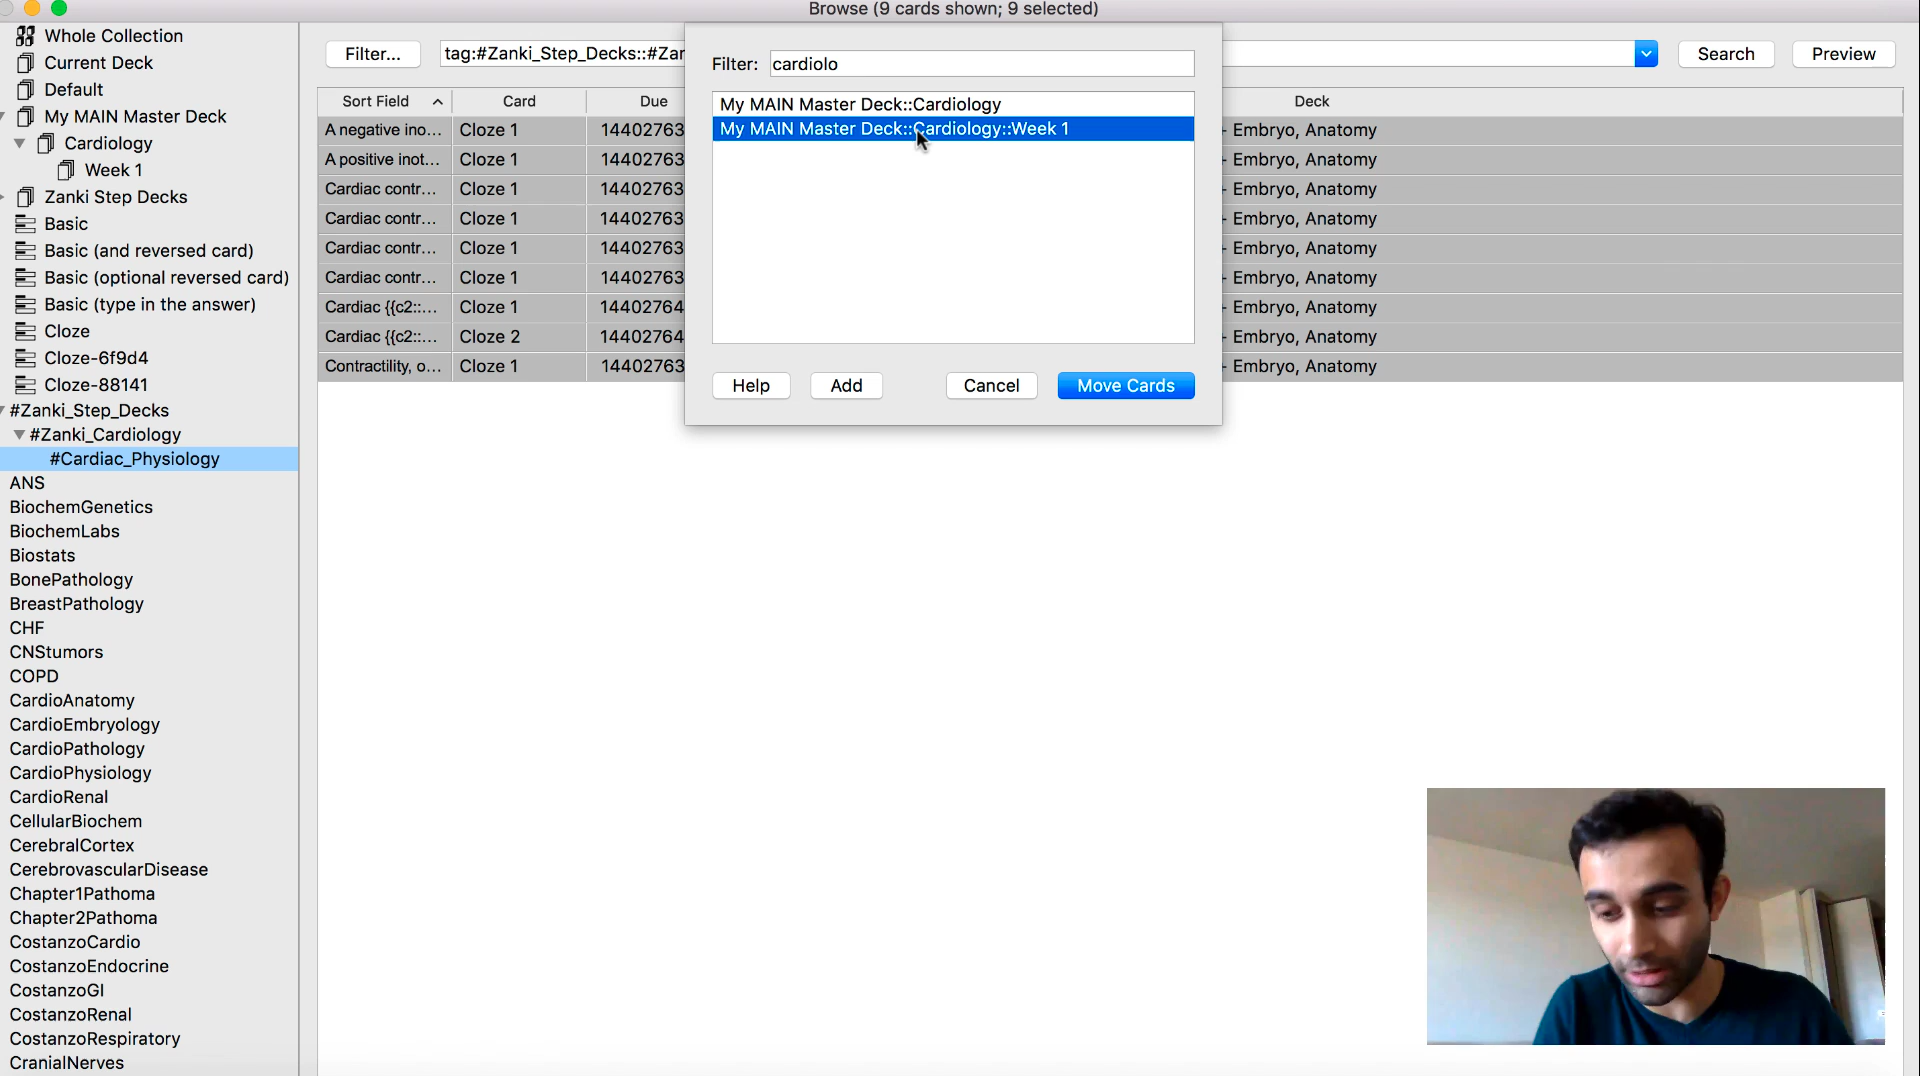 Browse (9 cards shown; 9 selected)
Whole Collection
Current Deck
Default
My MAIN Master Deck
Cardiology
Week 1
Zanki Step Decks
Basic
Basic (and reversed card)
Basic (optional reversed card)
Basic (type in the answer)
Cloze
Cloze-6f9d4
Cloze-88141
#Zanki_Step_Decks
#Zanki_Cardiology
#Cardiac_Physiology
ANS
BiochemGenetics
BiochemLabs
Biostats
BonePathology
BreastPathology
CHF
CNStumors
COPD
CardioAnatomy
CardioEmbryology
CardioPathology
CardioPhysiology
CardioRenal
CellularBiochem
CerebralCortex
CerebrovascularDisease
Chapter1Pathoma
Chapter2Pathoma
CostanzoCardio
CostanzoEndocrine
CostanzoGI
CostanzoRenal
CostanzoRespiratory
CranialNerves
Filter... tag:#Zanki_Step_Decks::#Zar Search Preview
Sort Field Card Due Deck
A negative ino... Cloze 1 14402763 - Embryo, Anatomy
A positive inot... Cloze 1 14402763 - Embryo, Anatomy
Cardiac contr... Cloze 1 14402763 - Embryo, Anatomy
Cardiac contr... Cloze 1 14402763 - Embryo, Anatomy
Cardiac contr... Cloze 1 14402763 - Embryo, Anatomy
Cardiac contr... Cloze 1 14402763 - Embryo, Anatomy
Cardiac {{c2::... Cloze 1 14402764 - Embryo, Anatomy
Cardiac {{c2::... Cloze 2 14402764 - Embryo, Anatomy
Contractility, o... Cloze 1 14402763 - Embryo, Anatomy
Filter: cardiolo
My MAIN Master Deck::Cardiology
My MAIN Master Deck::Cardiology::Week 1
Help Add Cancel Move Cards